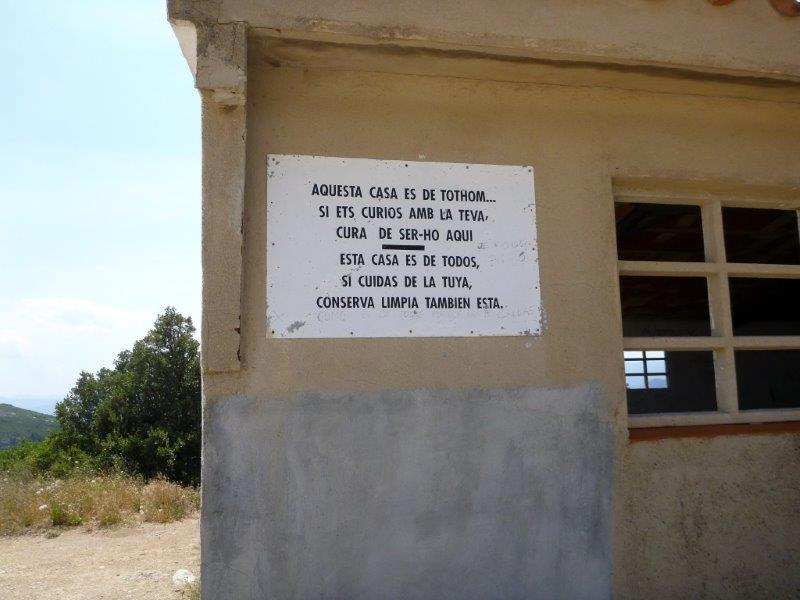 AQUESTA CASA ES DE TOTHOM...
SI ETS CURIOS AMB LA TEVA,
CURA DE SER-HO AQUI
ESTA CASA ES DE TODOS,
SI CUIDAS DE LA TUYA,
CONSERVA LIMPIA TAMBIEN ESTA.